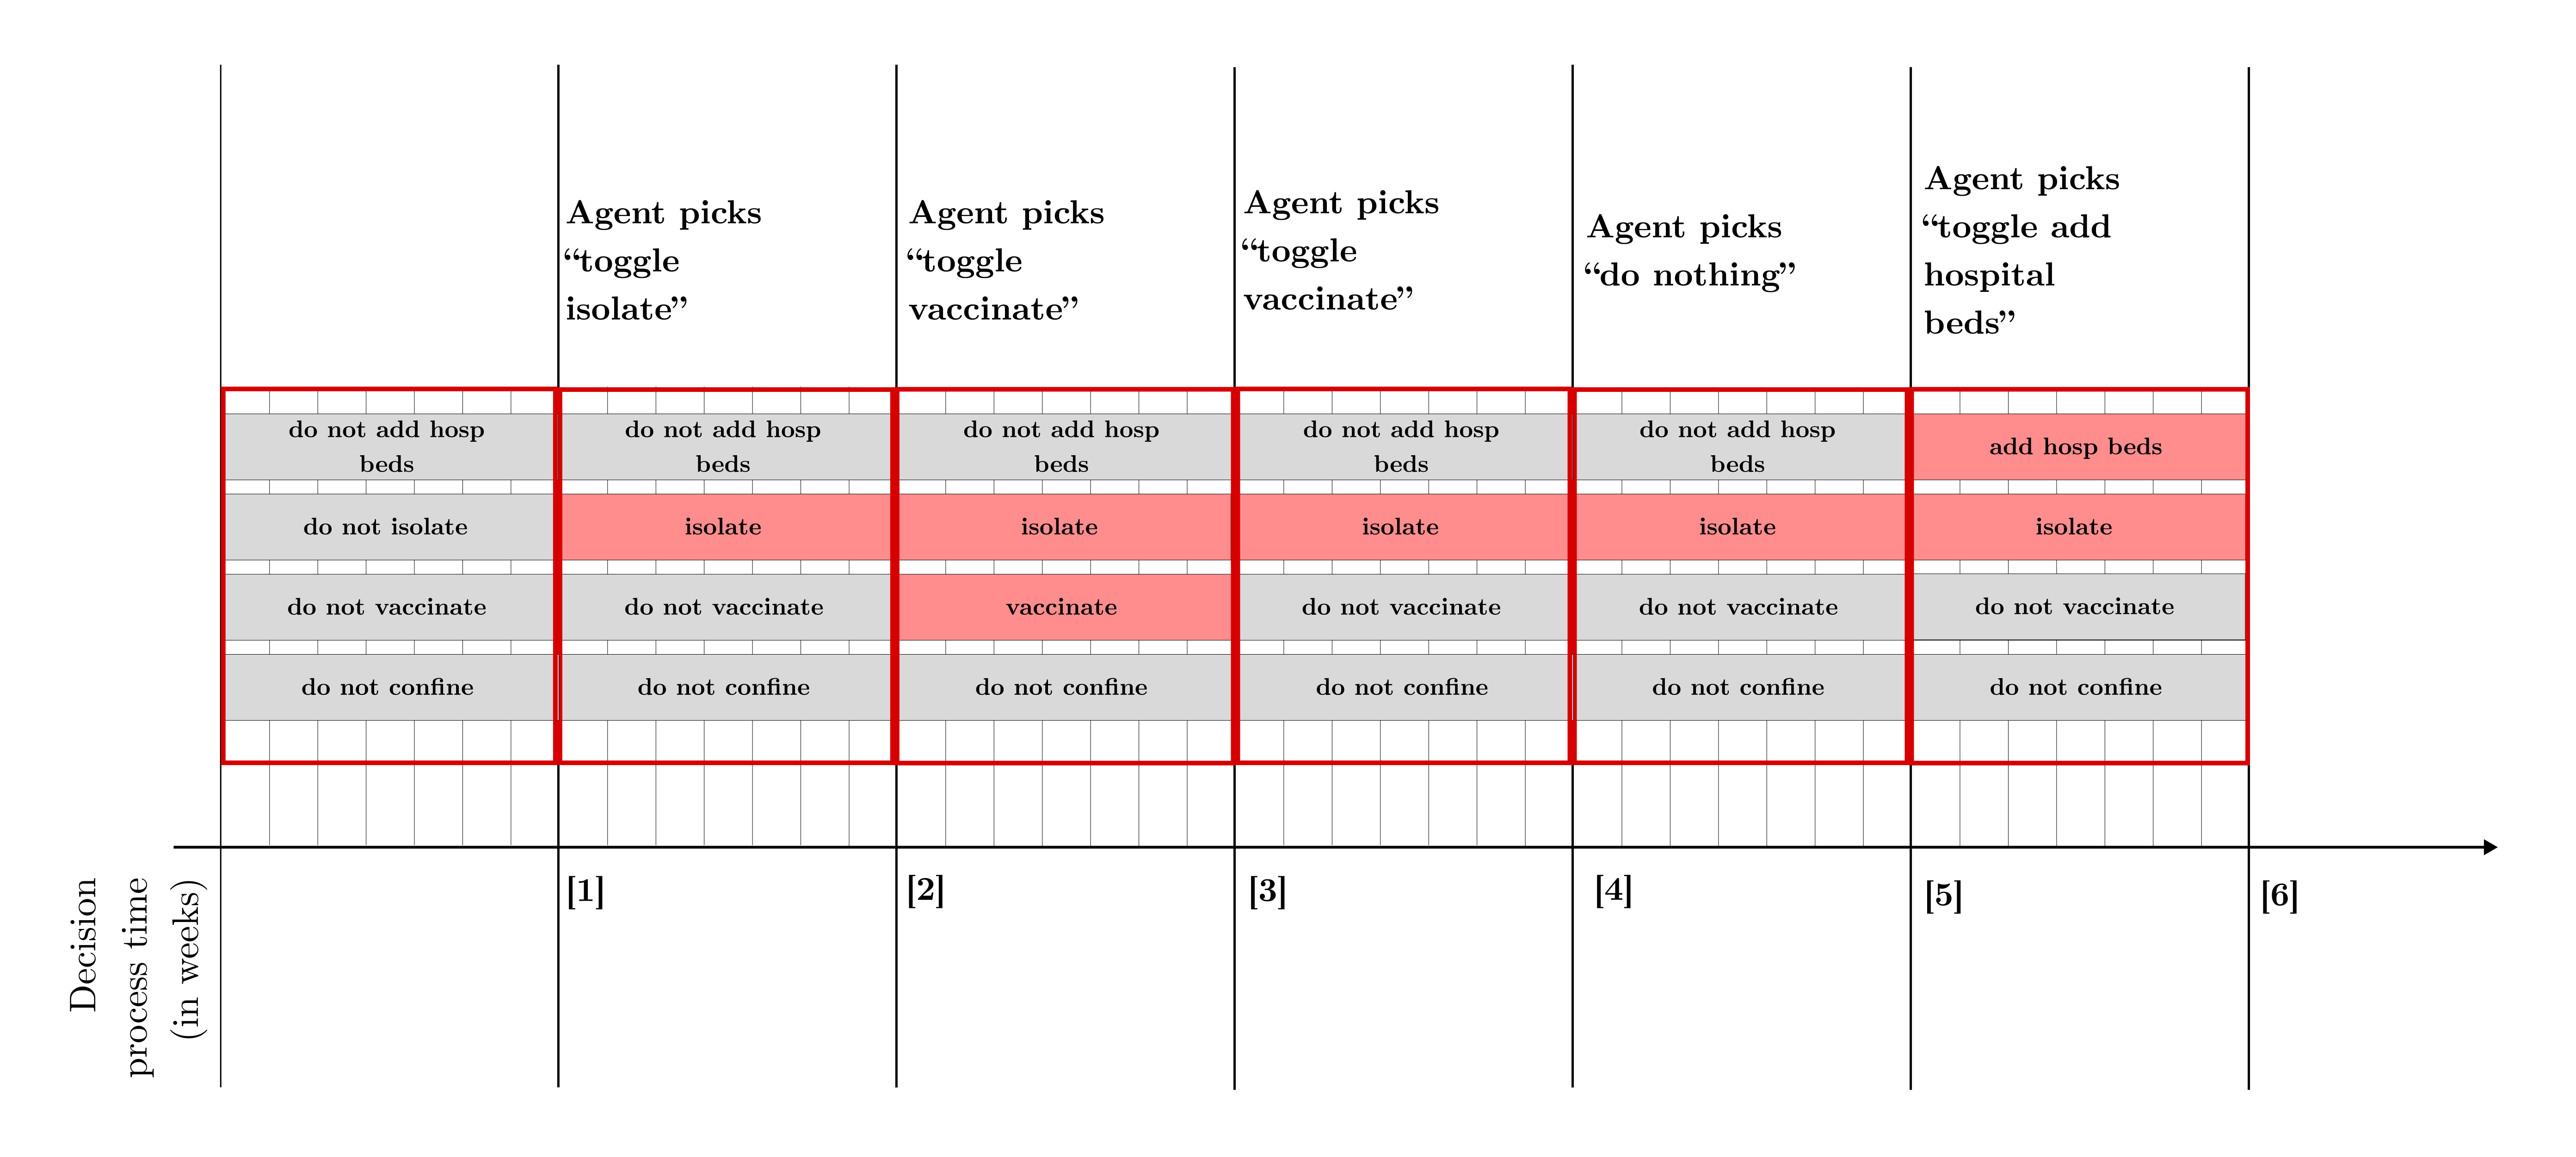 Agent picks
“toggle
isolate”
Agent picks
“toggle
vaccinate”
Agent picks
“toggle
vaccinate”
Agent picks
“do nothing”
Agent picks
“toggle add
hospital
beds”
do not add hosp
beds
do not add hosp
beds
do not add hosp
beds
do not add hosp
beds
do not add hosp
beds
add hosp beds
do not isolate
isolate
isolate
isolate
isolate
isolate
do not vaccinate
do not vaccinate
vaccinate
do not vaccinate
do not vaccinate
do not vaccinate
do not confine
do not confine
do not confine
do not confine
do not confine
do not confine
Decision
process time
(in weeks)
[1]
[2]
[3]
[4]
[5]
[6]